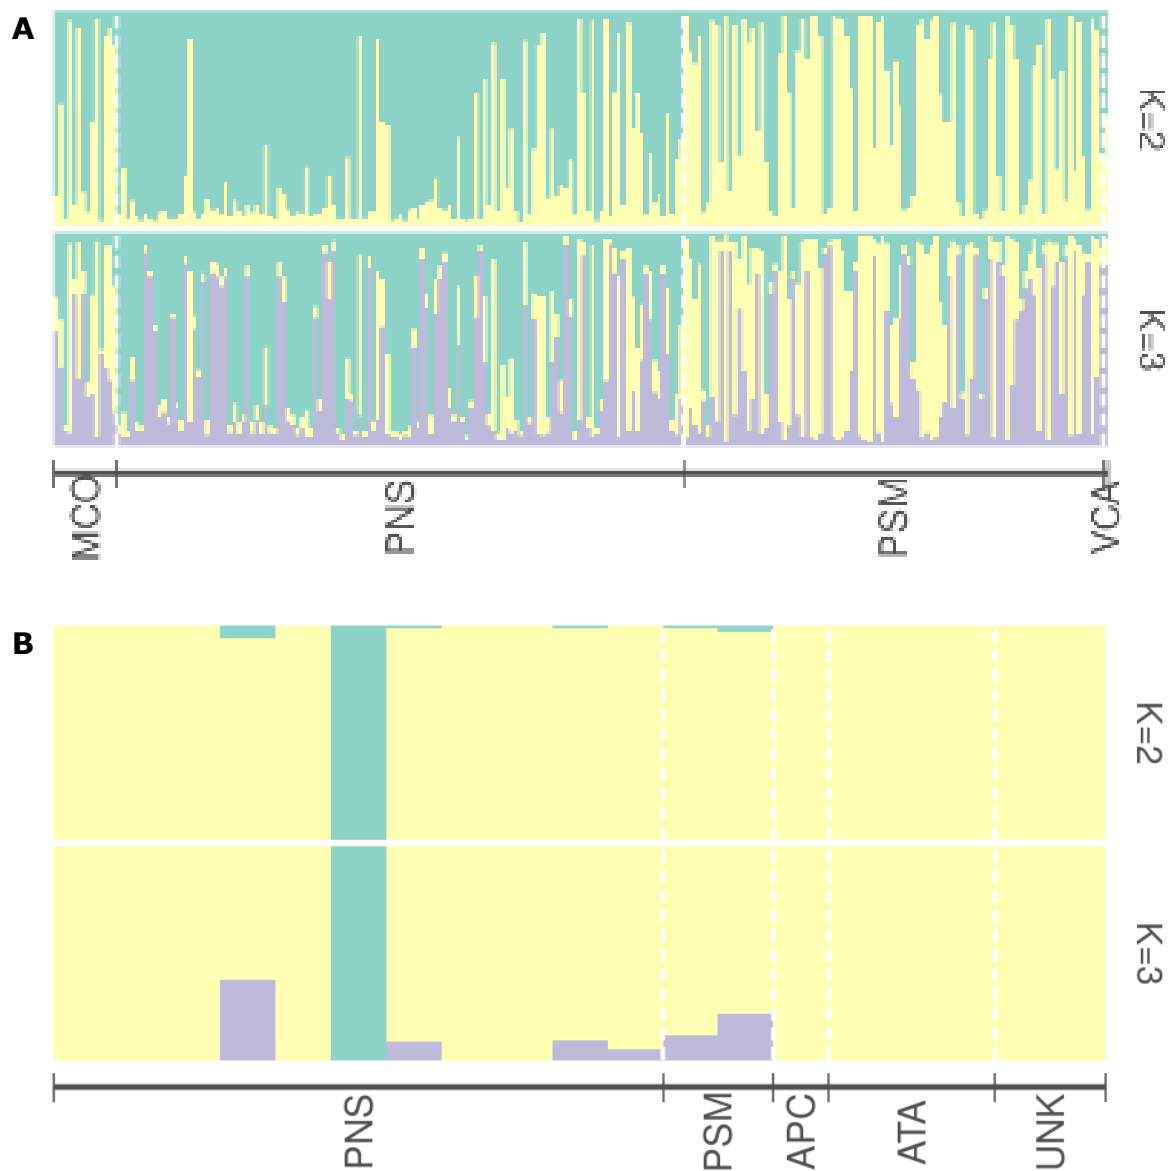 A
K=2
K=3
MCO
PNS
PSM
VCA
B
K=2
K=3
PNS
PSM
APC
ATA
UNK